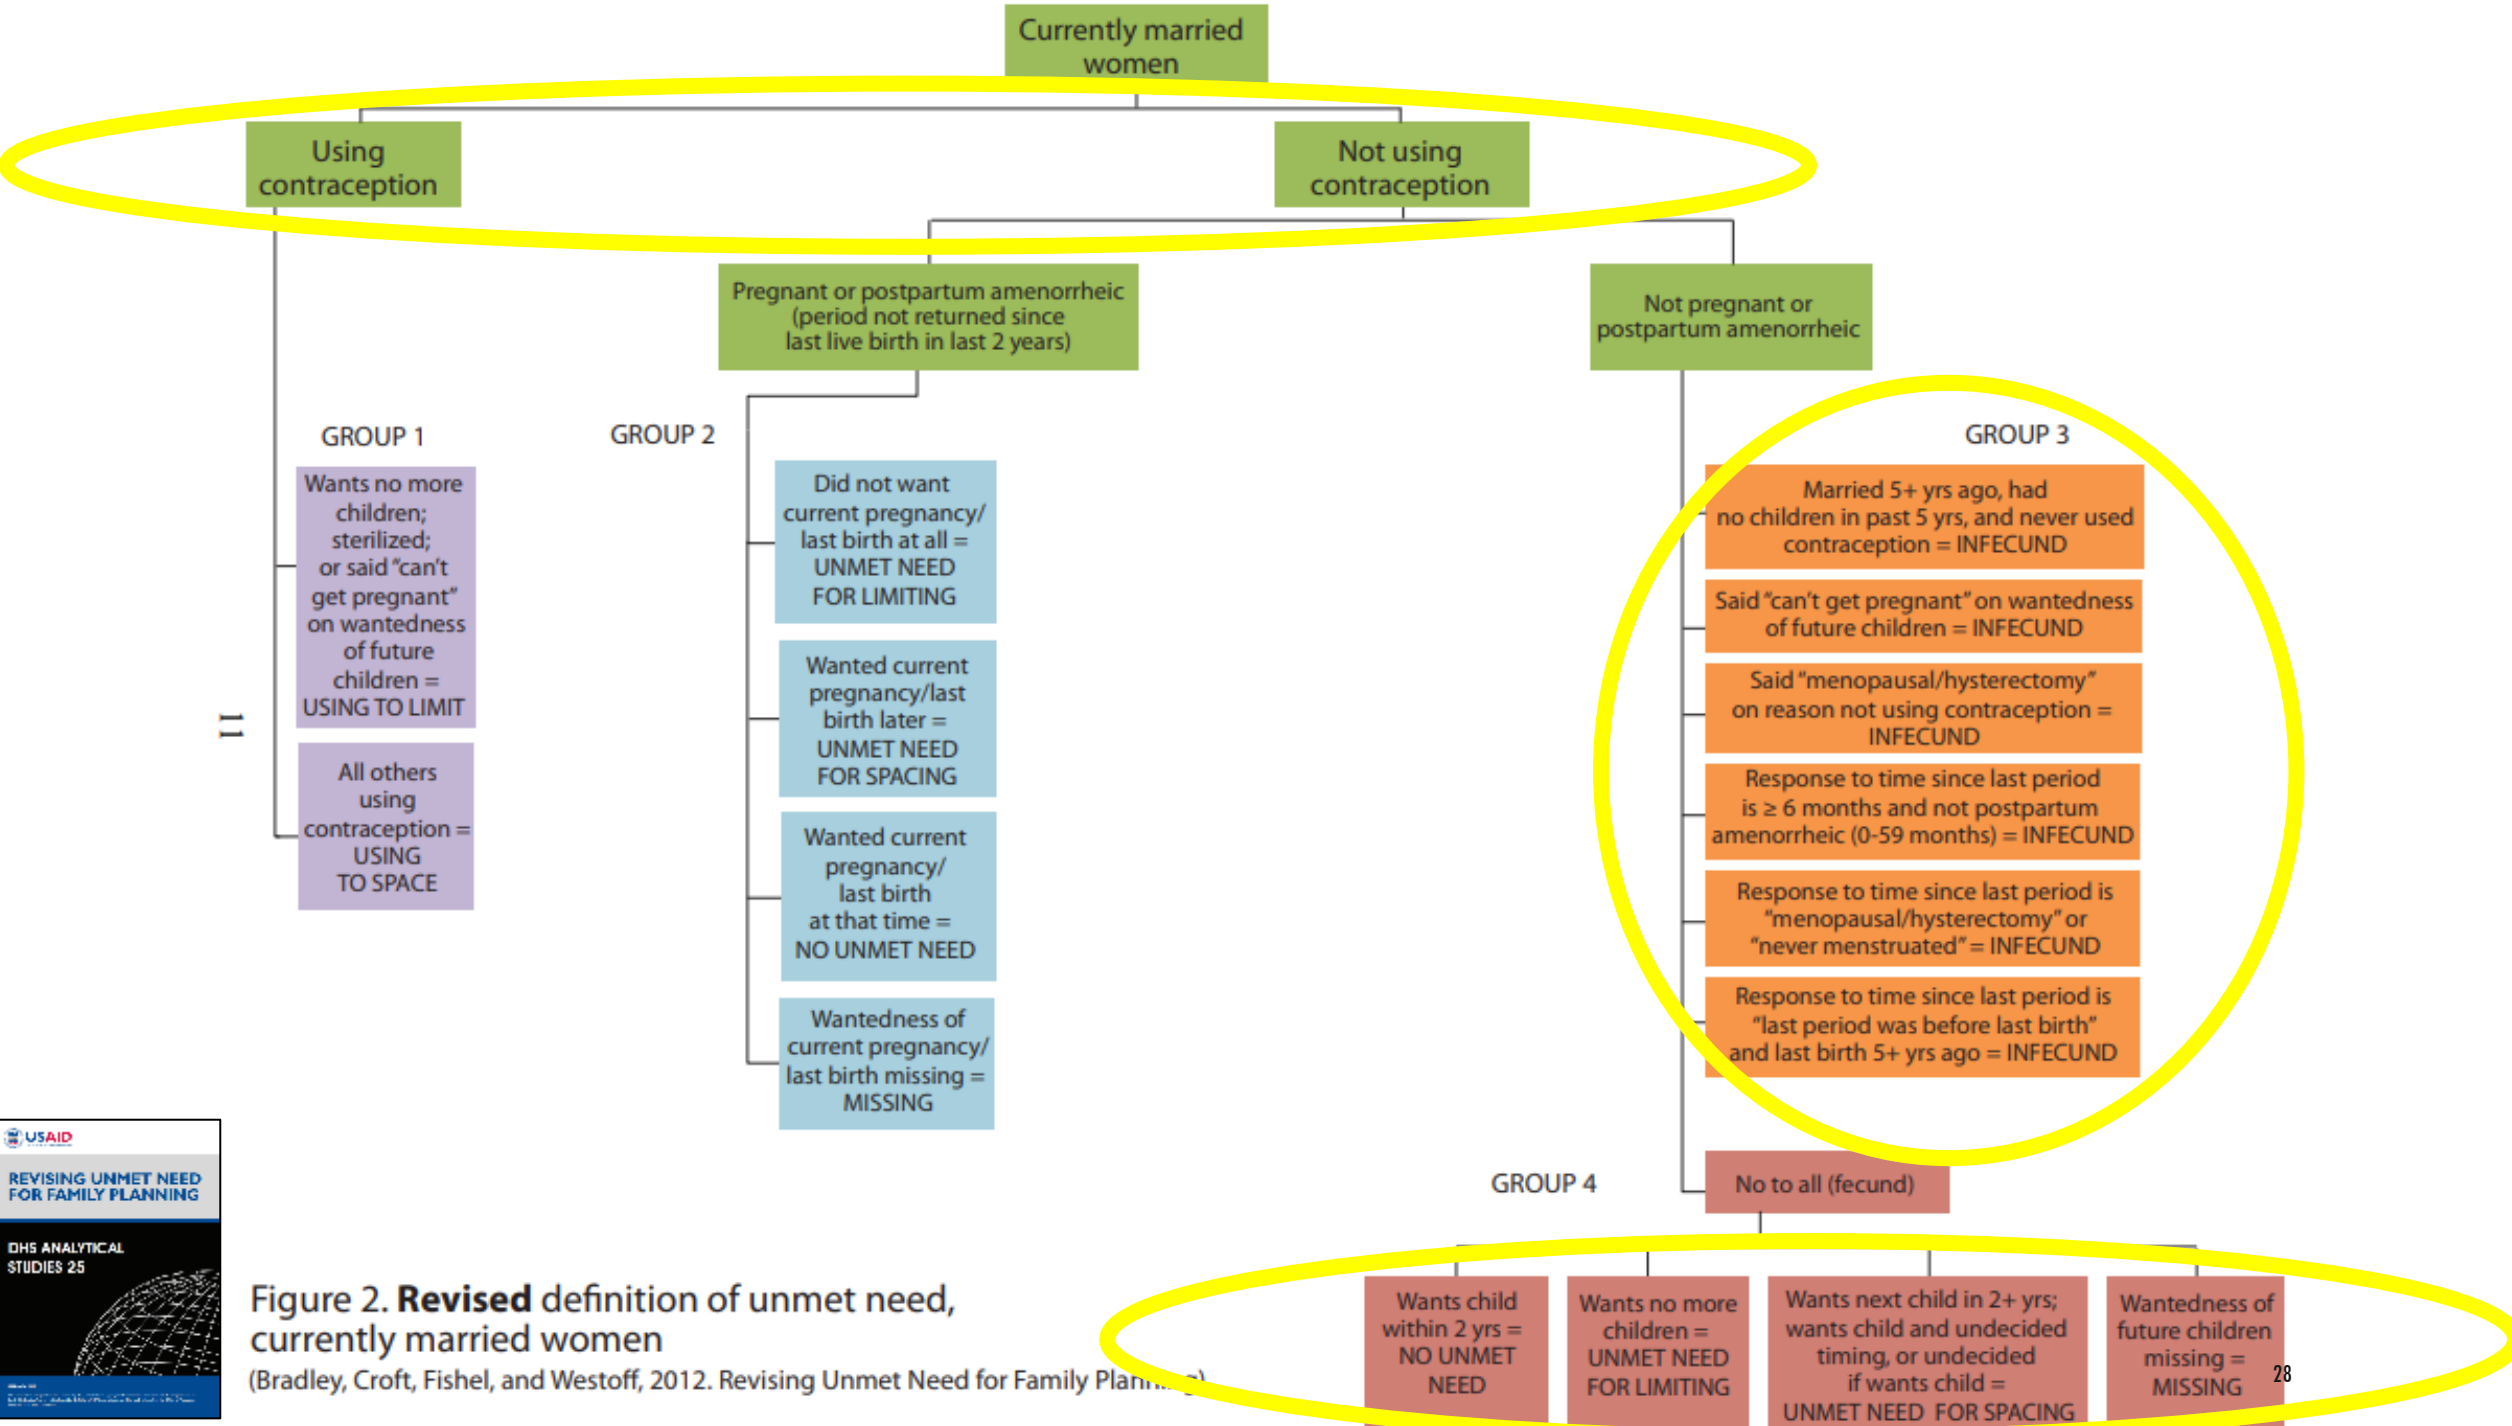 Currently married
women
Using
contraception
Not using
contraception
Pregnant or postpartum amenorrheic
(period not returned since
last live birth in last 2 years)
Not pregnant or
postpartum amenorrheic
GROUP 1
Wants no more
children;
sterilized;
or said "can't
get pregnant"
on wantedness
of future
children =
USING TO LIMIT
All others
using
contraception =
USING
TO SPACE
11
GROUP 2
Did not want
current pregnancy/
last birth at all =
UNMET NEED
FOR LIMITING
Wanted current
pregnancy/last
birth later =
UNMET NEED
FOR SPACING
Wanted current
pregnancy/
last birth
at that time =
NO UNMET NEED
Wantedness of
current pregnancy/
last birth missing =
MISSING
GROUP 3
Married 5+ yrs ago, had
no children in past 5 yrs, and never used
contraception = INFECUND
Said "can't get pregnant" on wantedness
of future children = INFECUND
Said "menopausal/hysterectomy"
on reason not using contraception =
INFECUND
Response to time since last period
is ≥ 6 months and not postpartum
amenorrheic (0-59 months) = INFECUND
Response to time since last period is
"menopausal/hysterectomy" or
"never menstruated" = INFECUND
Response to time since last period is
"last period was before last birth"
and last birth 5+ yrs ago = INFECUND
GROUP 4
No to all (fecund)
Wants child
within 2 yrs =
NO UNMET
NEED
Wants no more
children =
UNMET NEED
FOR LIMITING
Wants next child in 2+ yrs;
wants child and undecided
timing, or undecided
if wants child =
UNMET NEED FOR SPACING
Wantedness of
future children
missing =
MISSING
28
USAID
REVISING UNMET NEED
FOR FAMILY PLANNING
DHS ANALYTICAL
STUDIES 25
Figure 2. Revised definition of unmet need,
currently married women
(Bradley, Croft, Fishel, and Westoff, 2012. Revising Unmet Need for Family Planning)